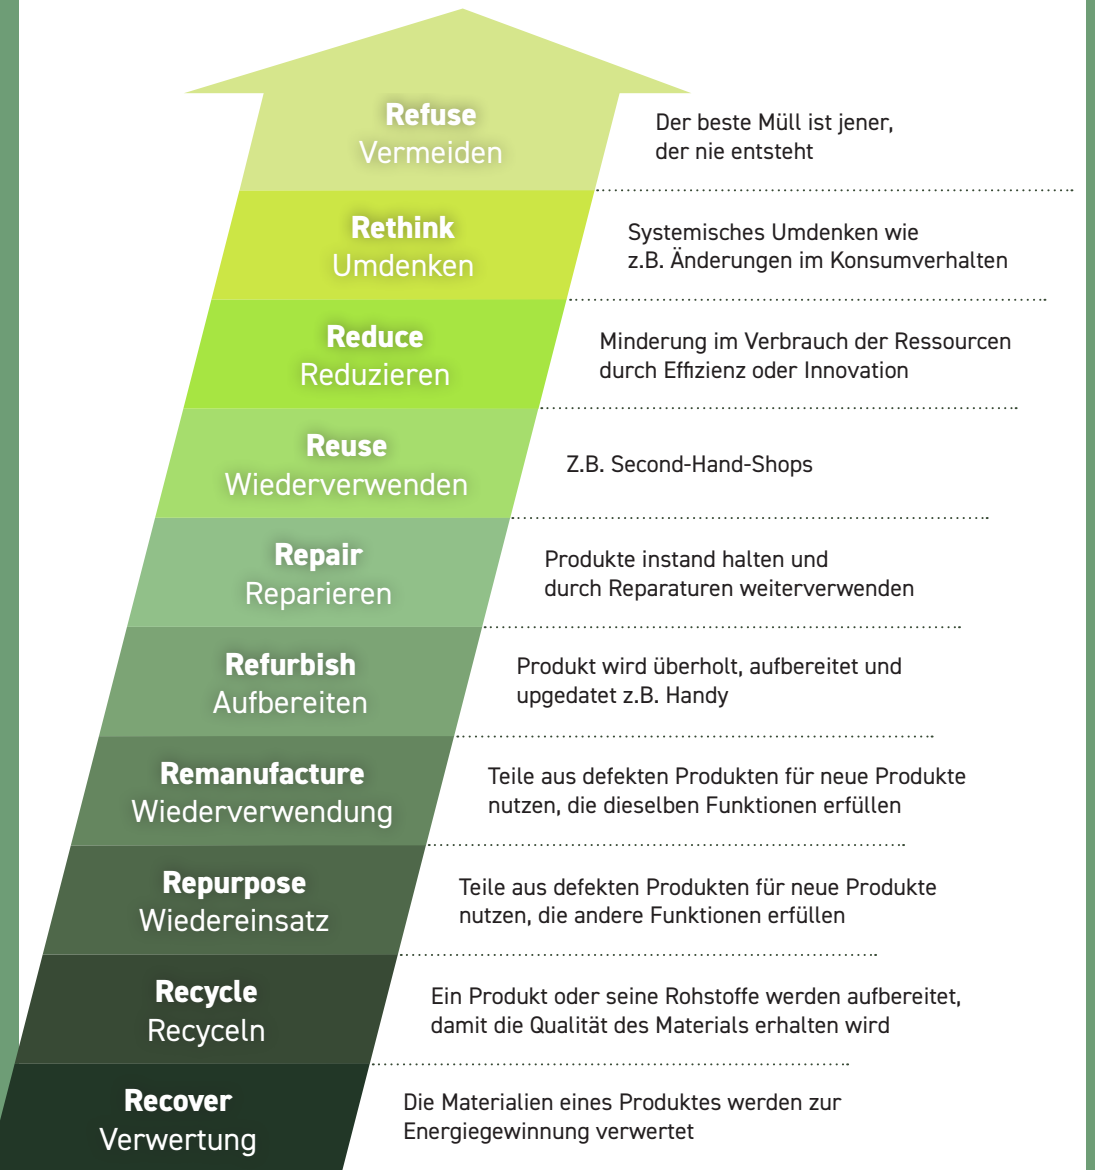 Refuse
Vermeiden
Der beste Müll ist jener,
der nie entsteht
Rethink
Umdenken
Systemisches Umdenken wie
z.B. Änderungen im Konsumverhalten
Reduce
Reduzieren
Minderung im Verbrauch der Ressourcen
durch Effizienz oder Innovation
Reuse
Wiederverwenden
Z.B. Second-Hand-Shops
Repair
Reparieren
Produkte instand halten und
durch Reparaturen weiterverwenden
Refurbish
Aufbereiten
Produkt wird überholt, aufbereitet und
upgedatet z.B. Handy
Remanufacture
Wiederverwendung
Teile aus defekten Produkten für neue Produkte
nutzen, die dieselben Funktionen erfüllen
Repurpose
Wiedereinsatz
Teile aus defekten Produkten für neue Produkte
nutzen, die andere Funktionen erfüllen
Recycle
Recyceln
Ein Produkt oder seine Rohstoffe werden aufbereitet,
damit die Qualität des Materials erhalten wird
Recover
Verwertung
Die Materialien eines Produktes werden zur
Energiegewinnung verwertet